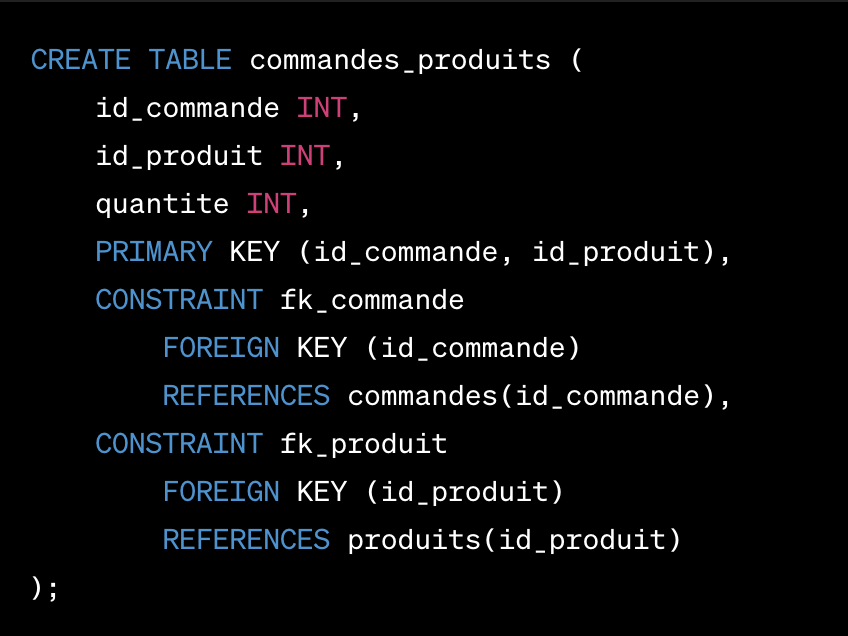 CREATE TABLE commandes_produits (
    id_commande INT,
    id_produit INT,
    quantite INT,
    PRIMARY KEY (id_commande, id_produit),
    CONSTRAINT fk_commande
        FOREIGN KEY (id_commande)
        REFERENCES commandes(id_commande),
    CONSTRAINT fk_produit
        FOREIGN KEY (id_produit)
        REFERENCES produits(id_produit)
);